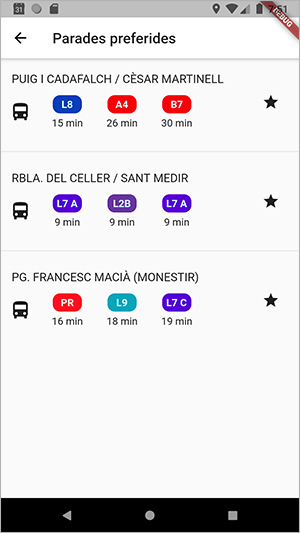 31
DEBUG
Parades preferides
PUIG I CADAFALCH / CÈSAR MARTINELL
L8 A4 B7
15 min 26 min 30 min
RBLA. DEL CELLER / SANT MEDIR
L7 A L2B L7 A
9 min 9 min 9 min
PG. FRANCESC MACIÀ (MONESTIR)
PR L9 L7 C
16 min 18 min 19 min